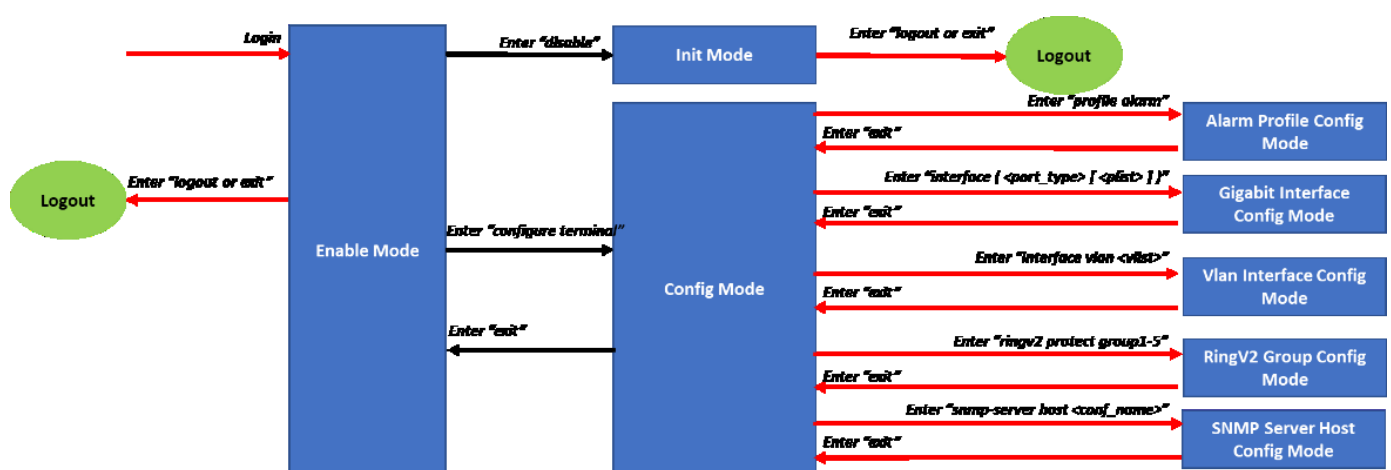 Login
Enter "disable"
Init Mode
Enter "logout or exit"
Logout
Enter "profile alarm"
Enter "exit"
Alarm Profile Config
Mode
Logout
Enter "logout or exit"
Enable Mode
Enter "configure terminal"
Enter "exit"
Config Mode
Enter "interface ( <port_type> [ <plist> ] )"
Enter "exit"
Gigabit Interface
Config Mode
Enter "interface vlan <vlist>"
Enter "exit"
Vlan Interface Config
Mode
Enter "ringv2 protect group1-5"
Enter "exit"
RingV2 Group Config
Mode
Enter "snmp-server host <conf_name>"
Enter "exit"
SNMP Server Host
Config Mode